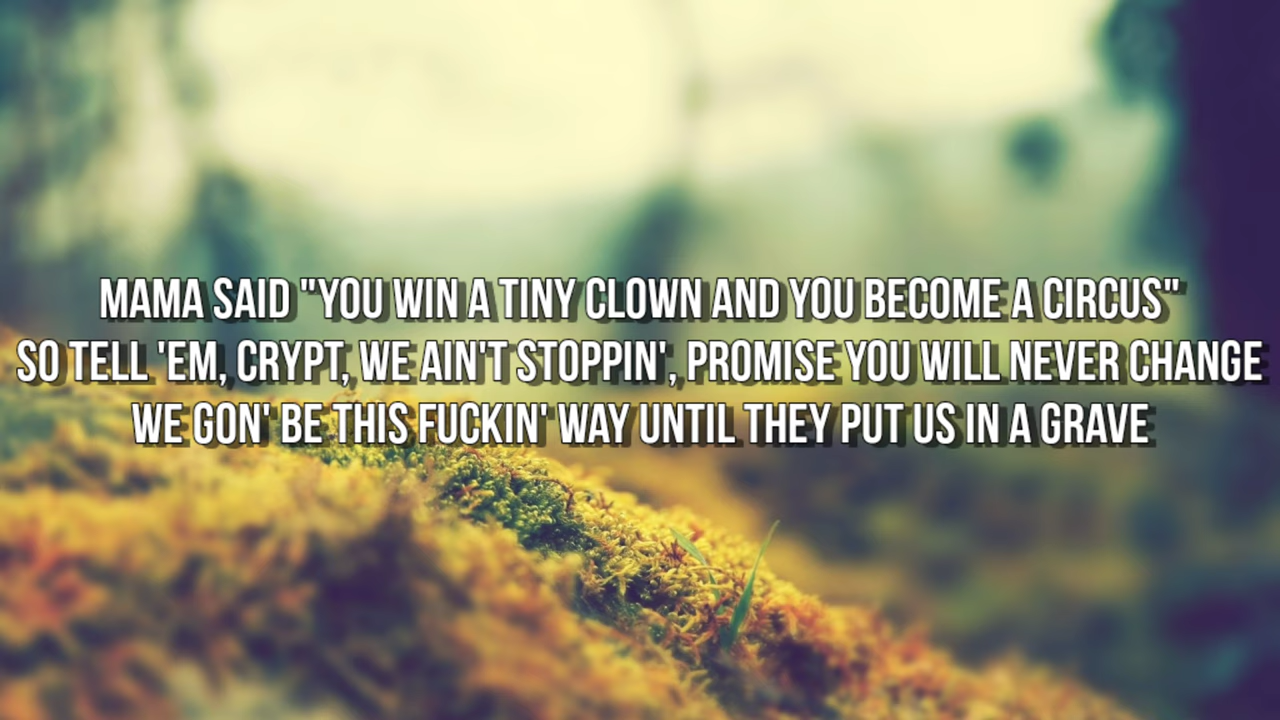 MAMA SAID "YOU WIN A TINY CLOWN AND YOU BECOME A CIRCUS"
SO TELL 'EM, CRYPT, WE AIN'T STOPPIN', PROMISE YOU WILL NEVER CHANGE
WE GON' BE THIS FUCKIN' WAY UNTIL THEY PUT US IN A GRAVE